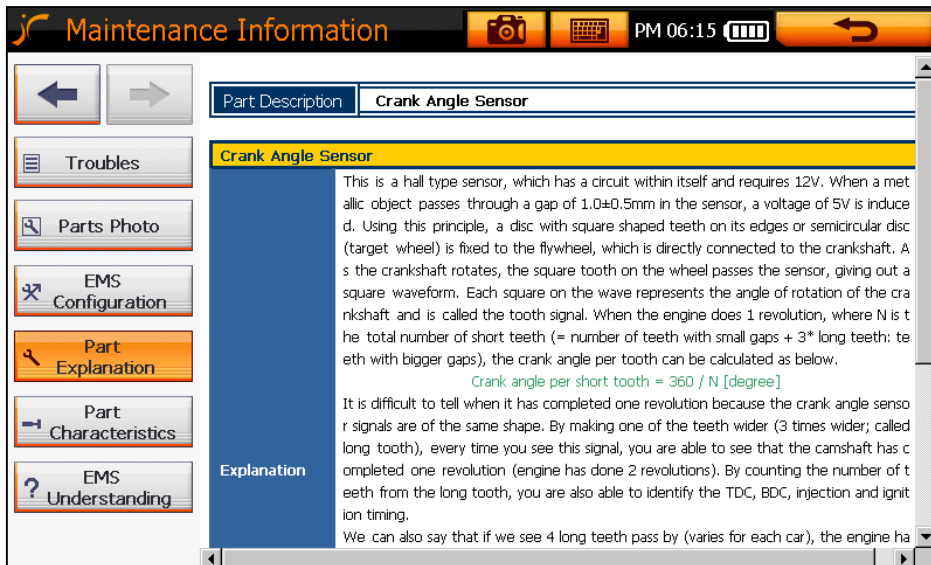 Maintenance Information
PM 06:15
Part Description
Crank Angle Sensor
Troubles
Parts Photo
EMS
Configuration
Part
Explanation
Part
Characteristics
EMS
Understanding
Crank Angle Sensor
Explanation
This is a hall type sensor, which has a circuit within itself and requires 12V. When a met
allic object passes through a gap of 1.0±0.5mm in the sensor, a voltage of 5V is induce
d. Using this principle, a disc with square shaped teeth on its edges or semicircular disc
(target wheel) is fixed to the flywheel, which is directly connected to the crankshaft. A
s the crankshaft rotates, the square tooth on the wheel passes the sensor, giving out a
square waveform. Each square on the wave represents the angle of rotation of the cra
nkshaft and is called the tooth signal. When the engine does 1 revolution, where N is t
he total number of short teeth (= number of teeth with small gaps + 3* long teeth: te
eth with bigger gaps), the crank angle per tooth can be calculated as below.
Crank angle per short tooth = 360 / N [degree]
It is difficult to tell when it has completed one revolution because the crank angle senso
r signals are of the same shape. By making one of the teeth wider (3 times wider; called
long tooth), every time you see this signal, you are able to see that the camshaft has c
ompleted one revolution (engine has done 2 revolutions). By counting the number of t
eeth from the long tooth, you are also able to identify the TDC, BDC, injection and ignit
ion timing.
We can also say that if we see 4 long teeth pass by (varies for each car), the engine ha